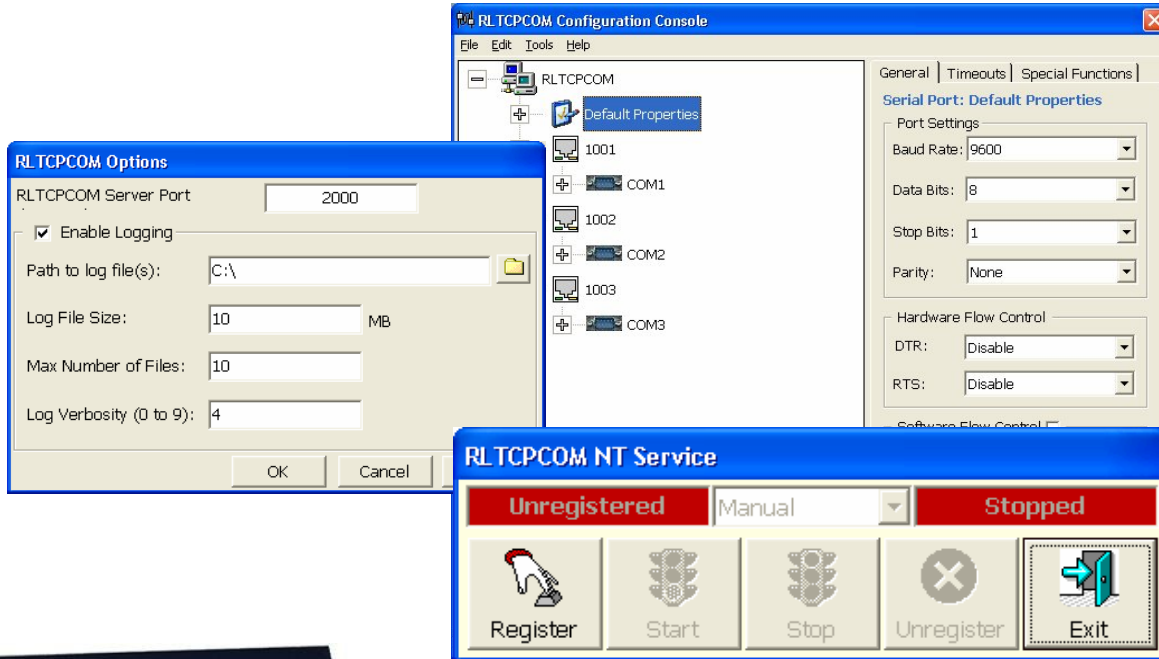 RLTCPCOM Configuration Console
File Edit Tools Help
RLTCPCOM
Default Properties
1001
COM1
1002
COM2
1003
COM3
General Timeouts Special Functions
Serial Port: Default Properties
Port Settings
Baud Rate: 9600
Data Bits: 8
Stop Bits: 1
Parity: None
Hardware Flow Control
DTR: Disable
RTS: Disable
Software Flow Control
RLTCPCOM Options
RLTCPCOM Server Port 2000
Enable Logging
Path to log file(s): C:\
Log File Size: 10 MB
Max Number of Files: 10
Log Verbosity (0 to 9): 4
OK Cancel
RLTCPCOM NT Service
Unregistered Manual Stopped
Register Start Stop Unregister Exit